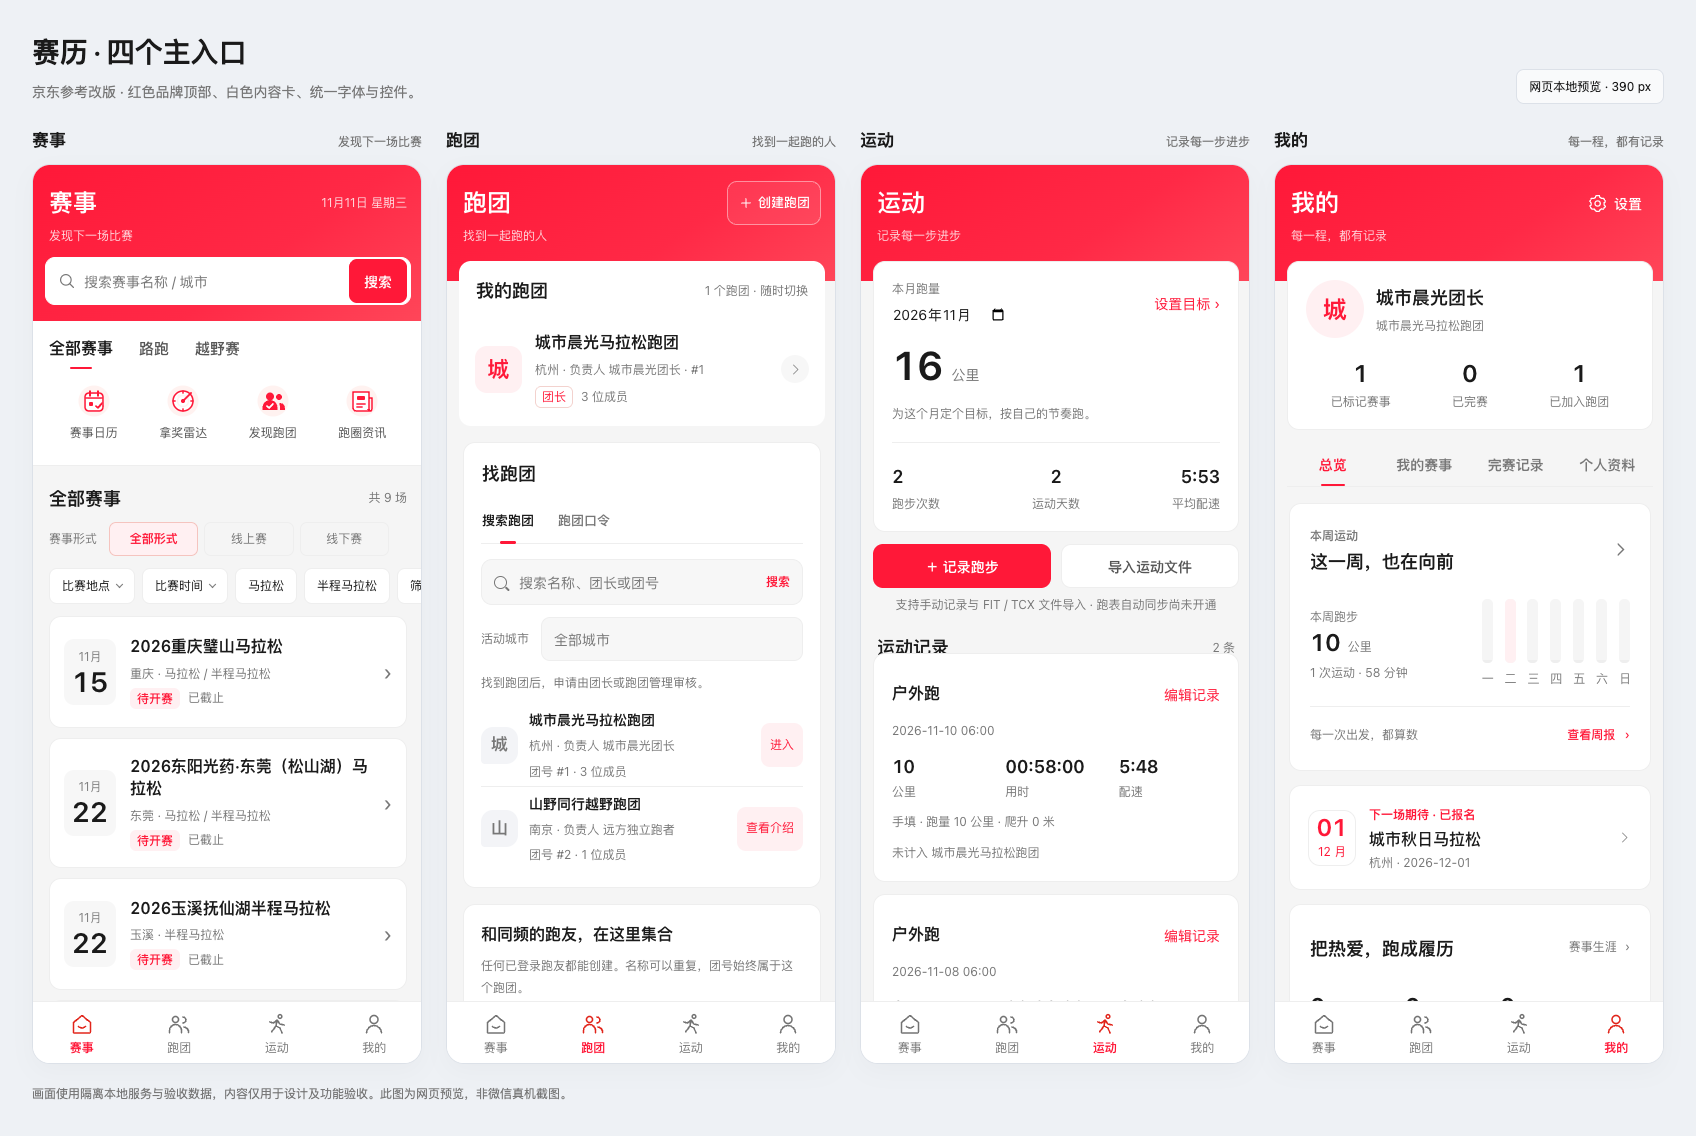 赛历 · 四个主入口
京东参考改版 · 红色品牌顶部、白色内容卡、统一字体与控件。
网页本地预览 · 390 px
赛事
发现下一场比赛
赛事
11月11日 星期三
发现下一场比赛
搜索赛事名称 / 城市
搜索
全部赛事
路跑
越野赛
赛事日历
拿奖雷达
发现跑团
跑圈资讯
全部赛事
共 9 场
赛事形式
全部形式
线上赛
线下赛
比赛地点
比赛时间
马拉松
半程马拉松
筛
11月
15
2026重庆璧山马拉松
重庆 · 马拉松 / 半程马拉松
待开赛
已截止
11月
22
2026东阳光药·东莞（松山湖）马
拉松
东莞 · 马拉松 / 半程马拉松
待开赛
已截止
11月
22
2026玉溪抚仙湖半程马拉松
玉溪 · 半程马拉松
待开赛
已截止
赛事
跑团
运动
我的
跑团
找到一起跑的人
跑团
+ 创建跑团
找到一起跑的人
我的跑团
1 个跑团 · 随时切换
城
城市晨光马拉松跑团
杭州 · 负责人 城市晨光团长 · #1
团长
3 位成员
找跑团
搜索跑团
跑团口令
搜索名称、团长或团号
搜索
活动城市
全部城市
找到跑团后，申请由团长或跑团管理审核。
城
城市晨光马拉松跑团
杭州 · 负责人 城市晨光团长
团号 #1 · 3 位成员
进入
山
山野同行越野跑团
南京 · 负责人 远方独立跑者
团号 #2 · 1 位成员
查看介绍
和同频的跑友，在这里集合
任何已登录跑友都能创建。名称可以重复，团号始终属于这
个跑团。
赛事
跑团
运动
我的
运动
记录每一步进步
运动
记录每一步进步
本月跑量
2026年11月
设置目标 ›
16 公里
为这个月定个目标，按自己的节奏跑。
2
跑步次数
2
运动天数
5:53
平均配速
+ 记录跑步
导入运动文件
支持手动记录与 FIT / TCX 文件导入 · 跑表自动同步尚未开通
运动记录
2 条
户外跑
编辑记录
2026-11-10 06:00
10
公里
00:58:00
用时
5:48
配速
手填 · 跑量 10 公里 · 爬升 0 米
未计入 城市晨光马拉松跑团
户外跑
编辑记录
2026-11-08 06:00
赛事
跑团
运动
我的
我的
每一程，都有记录
我的
设置
每一程，都有记录
城
城市晨光团长
城市晨光马拉松跑团
1
已标记赛事
0
已完赛
1
已加入跑团
总览
我的赛事
完赛记录
个人资料
本周运动
这一周，也在向前
本周跑步
10 公里
1 次运动 · 58 分钟
一 二 三 四 五 六 日
每一次出发，都算数
查看周报 ›
01
12 月
下一场期待 · 已报名
城市秋日马拉松
杭州 · 2026-12-01
把热爱，跑成履历
赛事生涯 ›
赛事
跑团
运动
我的
画面使用隔离本地服务与验收数据，内容仅用于设计及功能验收。此图为网页预览，非微信真机截图。